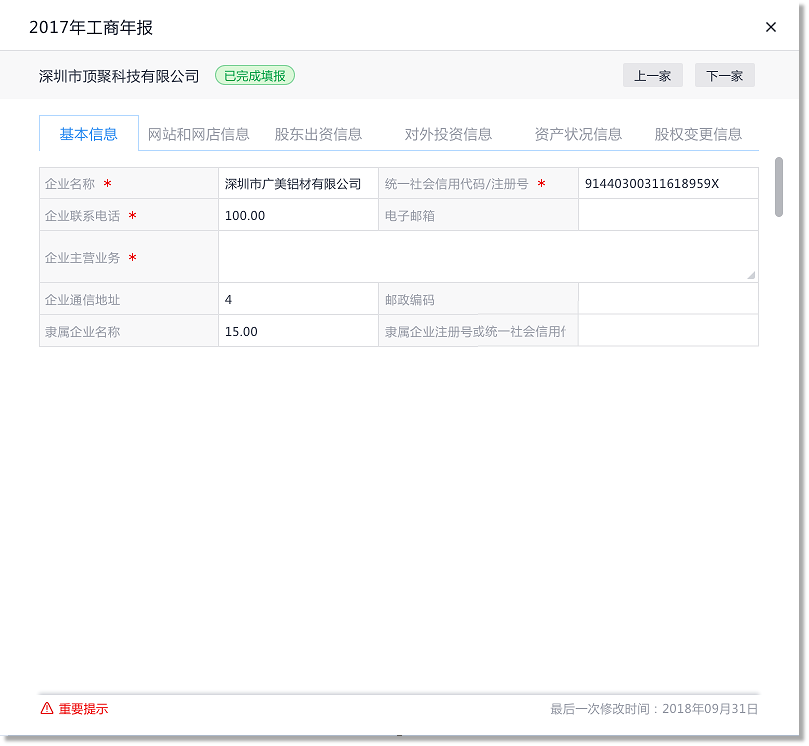 2017年工商年报
深圳市顶聚科技有限公司 已完成填报 上一家 下一家
基本信息 网站和网店信息 股东出资信息 对外投资信息 资产状况信息 股权变更信息
企业名称 * 深圳市广美铝材有限公司 统一社会信用代码/注册号 * 91440300311618959X
企业联系电话 * 100.00 电子邮箱
企业主营业务 *
企业通信地址 4 邮政编码
隶属企业名称 15.00 隶属企业注册号或统一社会信用
重要提示 最后一次修改时间：2018年09月31日